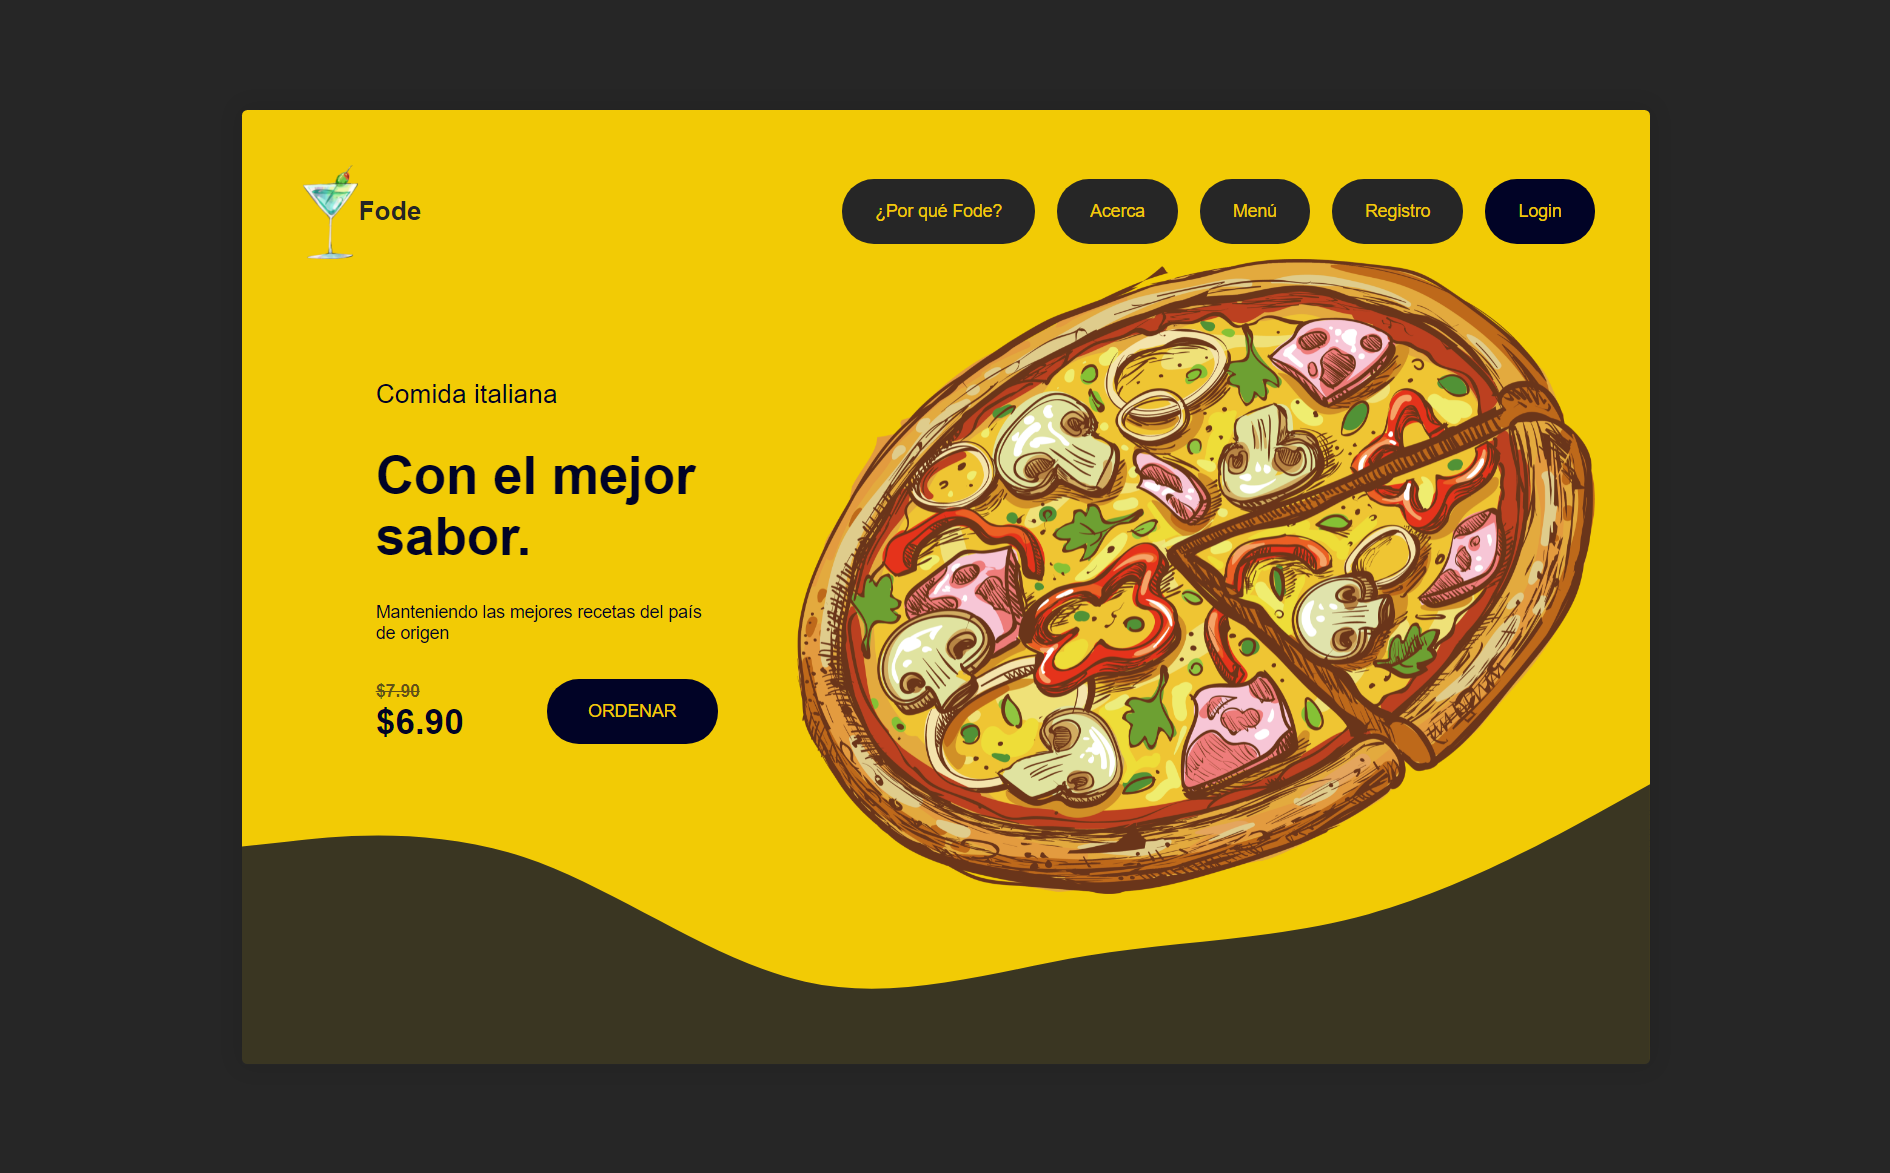 Fode
¿Por qué Fode?
Acerca
Menú
Registro
Login
Comida italiana
Con el mejor
sabor.
Manteniendo las mejores recetas del país
de origen
$7.90
$6.90
ORDENAR